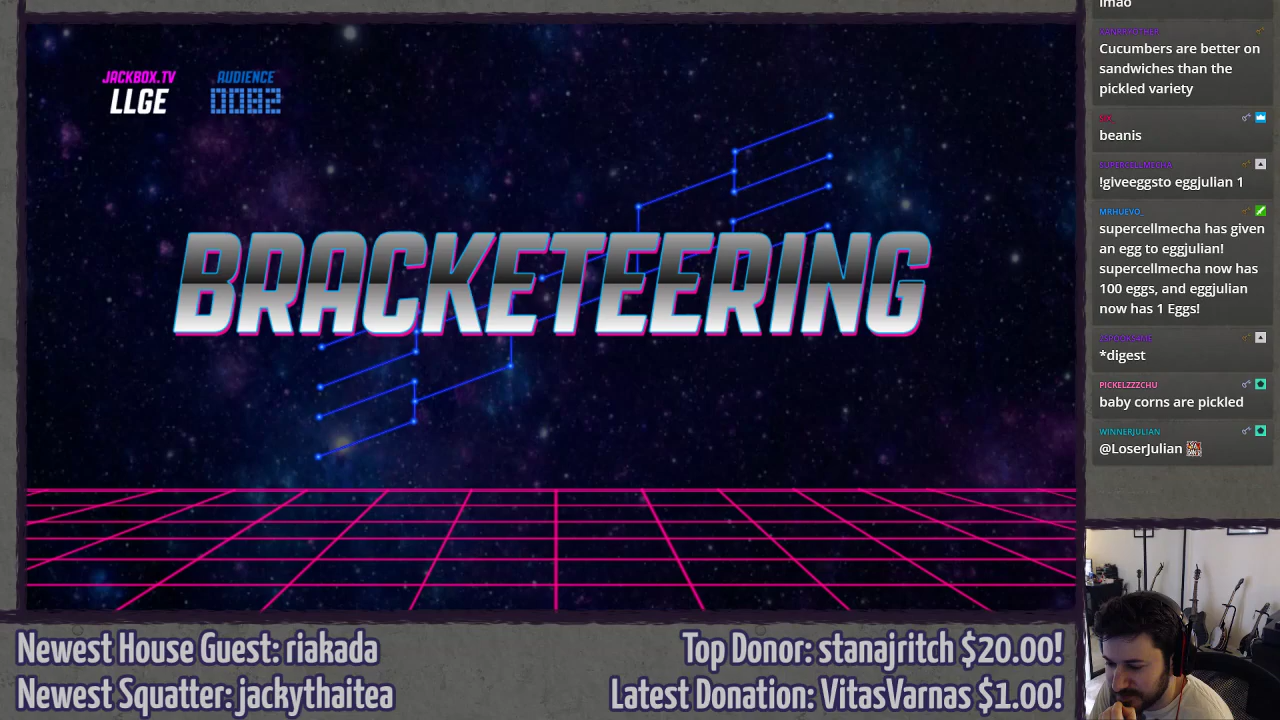 JACKBOX.TV
LLGE
AUDIENCE
0082
BRACKETEERING
lmao
Cucumbers are better on
sandwiches than the
pickled variety
beanis
!giveeggsto eggjulian 1
MRHUEVO_
supercellmecha has given
an egg to eggjulian!
supercellmecha now has
100 eggs, and eggjulian
now has 1 Eggs!
*digest
PICKELZZZCHU
baby corns are pickled
WINNERJULIAN
@LoserJulian
Newest House Guest: riakada
Newest Squatter: jackythaitea
Top Donor: stanajritch $20.00!
Latest Donation: VitasVarnas $1.00!